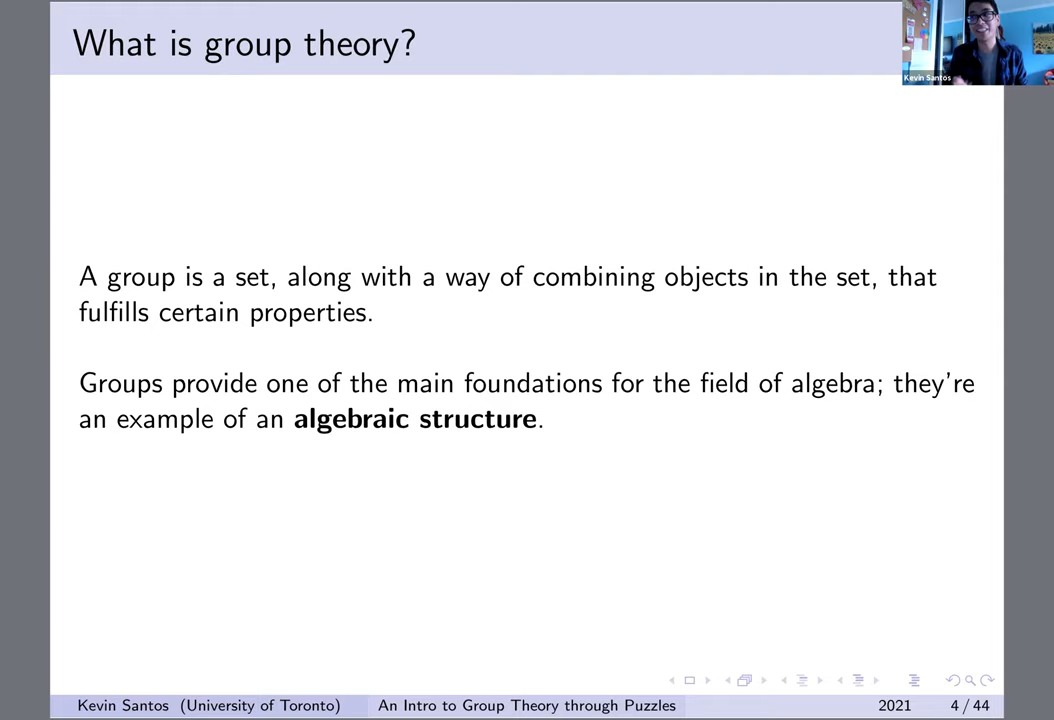 What is group theory?
Kevin Santos
A group is a set, along with a way of combining objects in the set, that
fulfills certain properties.
Groups provide one of the main foundations for the field of algebra; they're
an example of an algebraic structure.
Kevin Santos (University of Toronto) An Intro to Group Theory through Puzzles 2021 4 / 44